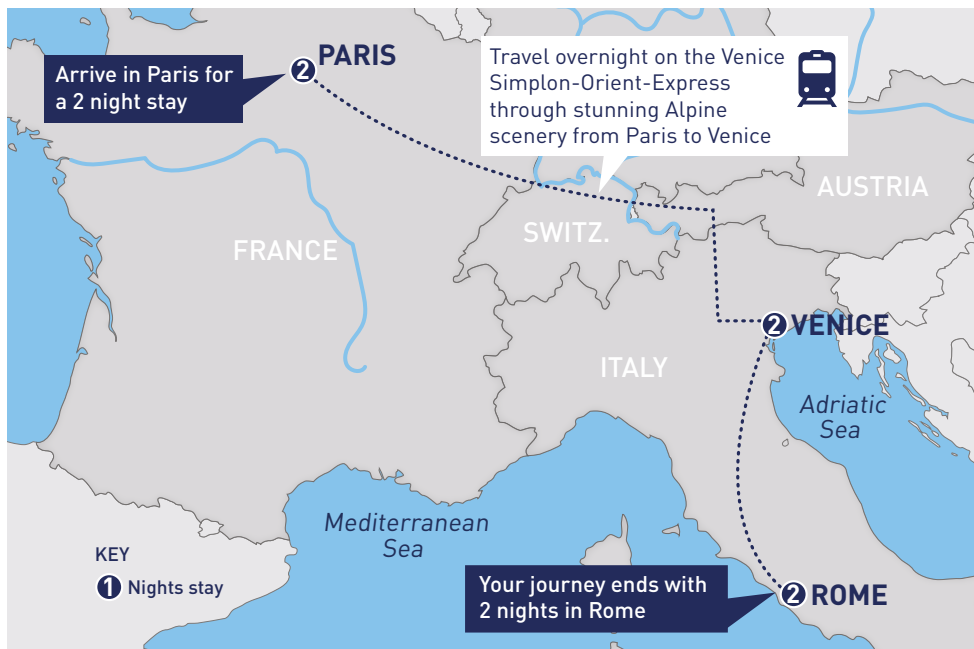 PARIS
2
Arrive in Paris for
a 2 night stay
Travel overnight on the Venice
Simplon-Orient-Express
through stunning Alpine
scenery from Paris to Venice
AUSTRIA
SWITZ.
FRANCE
2 VENICE
ITALY
Adriatic
Sea
Mediterranean
Sea
KEY
1 Nights stay
Your journey ends with
2 nights in Rome
2 ROME